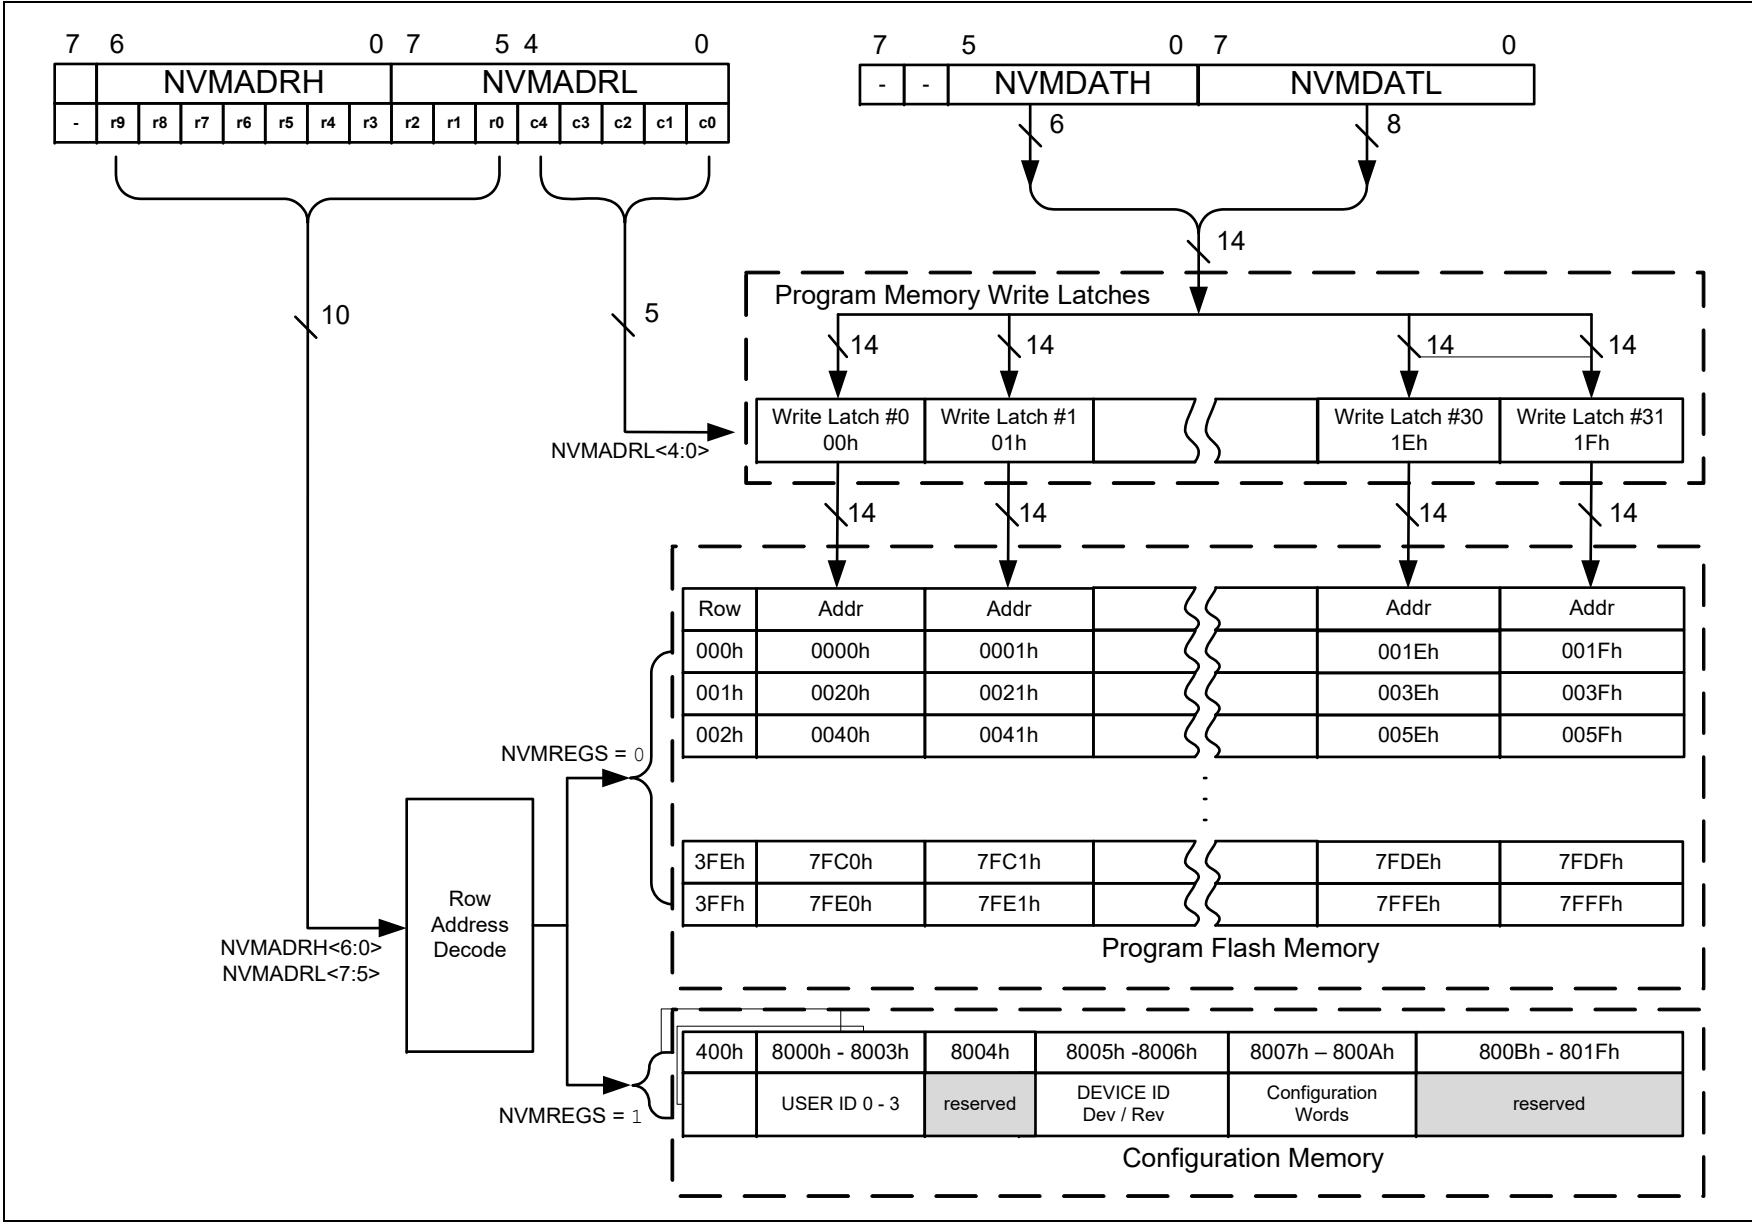 7 6 0 7 5 4 0
NVMADRH NVMADRL
- r9 r8 r7 r6 r5 r4 r3 r2 r1 r0 c4 c3 c2 c1 c0
7 5 0 7 0
- - NVMDATH NVMDATL
6 8
14
10 5
Program Memory Write Latches
14 14 14 14
Write Latch #0 Write Latch #1 Write Latch #30 Write Latch #31
00h 01h 1Eh 1Fh
NVMADRL<4:0>
14 14 14 14
Row Addr Addr Addr Addr
000h 0000h 0001h 001Eh 001Fh
001h 0020h 0021h 003Eh 003Fh
002h 0040h 0041h 005Eh 005Fh
NVMREGS = 0
3FEh 7FC0h 7FC1h 7FDEh 7FDFh
3FFh 7FE0h 7FE1h 7FFEh 7FFFh
Row
Address
Decode
NVMADRH<6:0>
NVMADRL<7:5>
Program Flash Memory
400h 8000h - 8003h 8004h 8005h -8006h 8007h – 800Ah 800Bh - 801Fh
USER ID 0 - 3 reserved DEVICE ID Configuration reserved
Dev / Rev Words
NVMREGS = 1
Configuration Memory